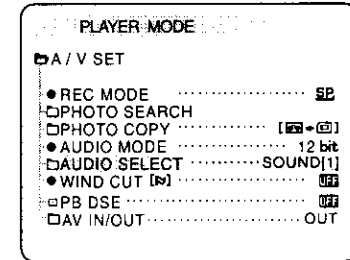 PLAYER MODE
A / V SET
●REC MODE ........................ SP
PHOTO SEARCH
PHOTO COPY ................ [ → ]
●AUDIO MODE .................. 12 bit
AUDIO SELECT ............ SOUND[1]
●WIND CUT [ ] .................... OFF
PB DSE ........................... OFF
AV IN/OUT ........................ OUT